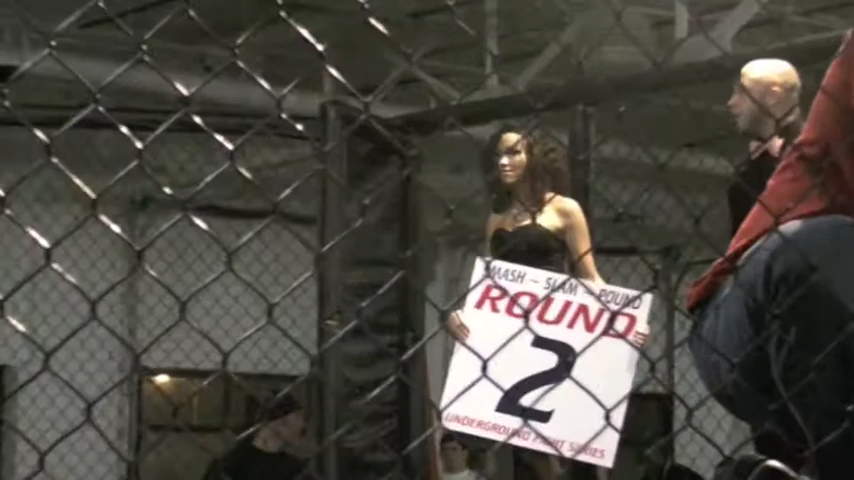 SMASH – SLAM – POUND
ROUND
2
UNDERGROUND FIGHT SERIES